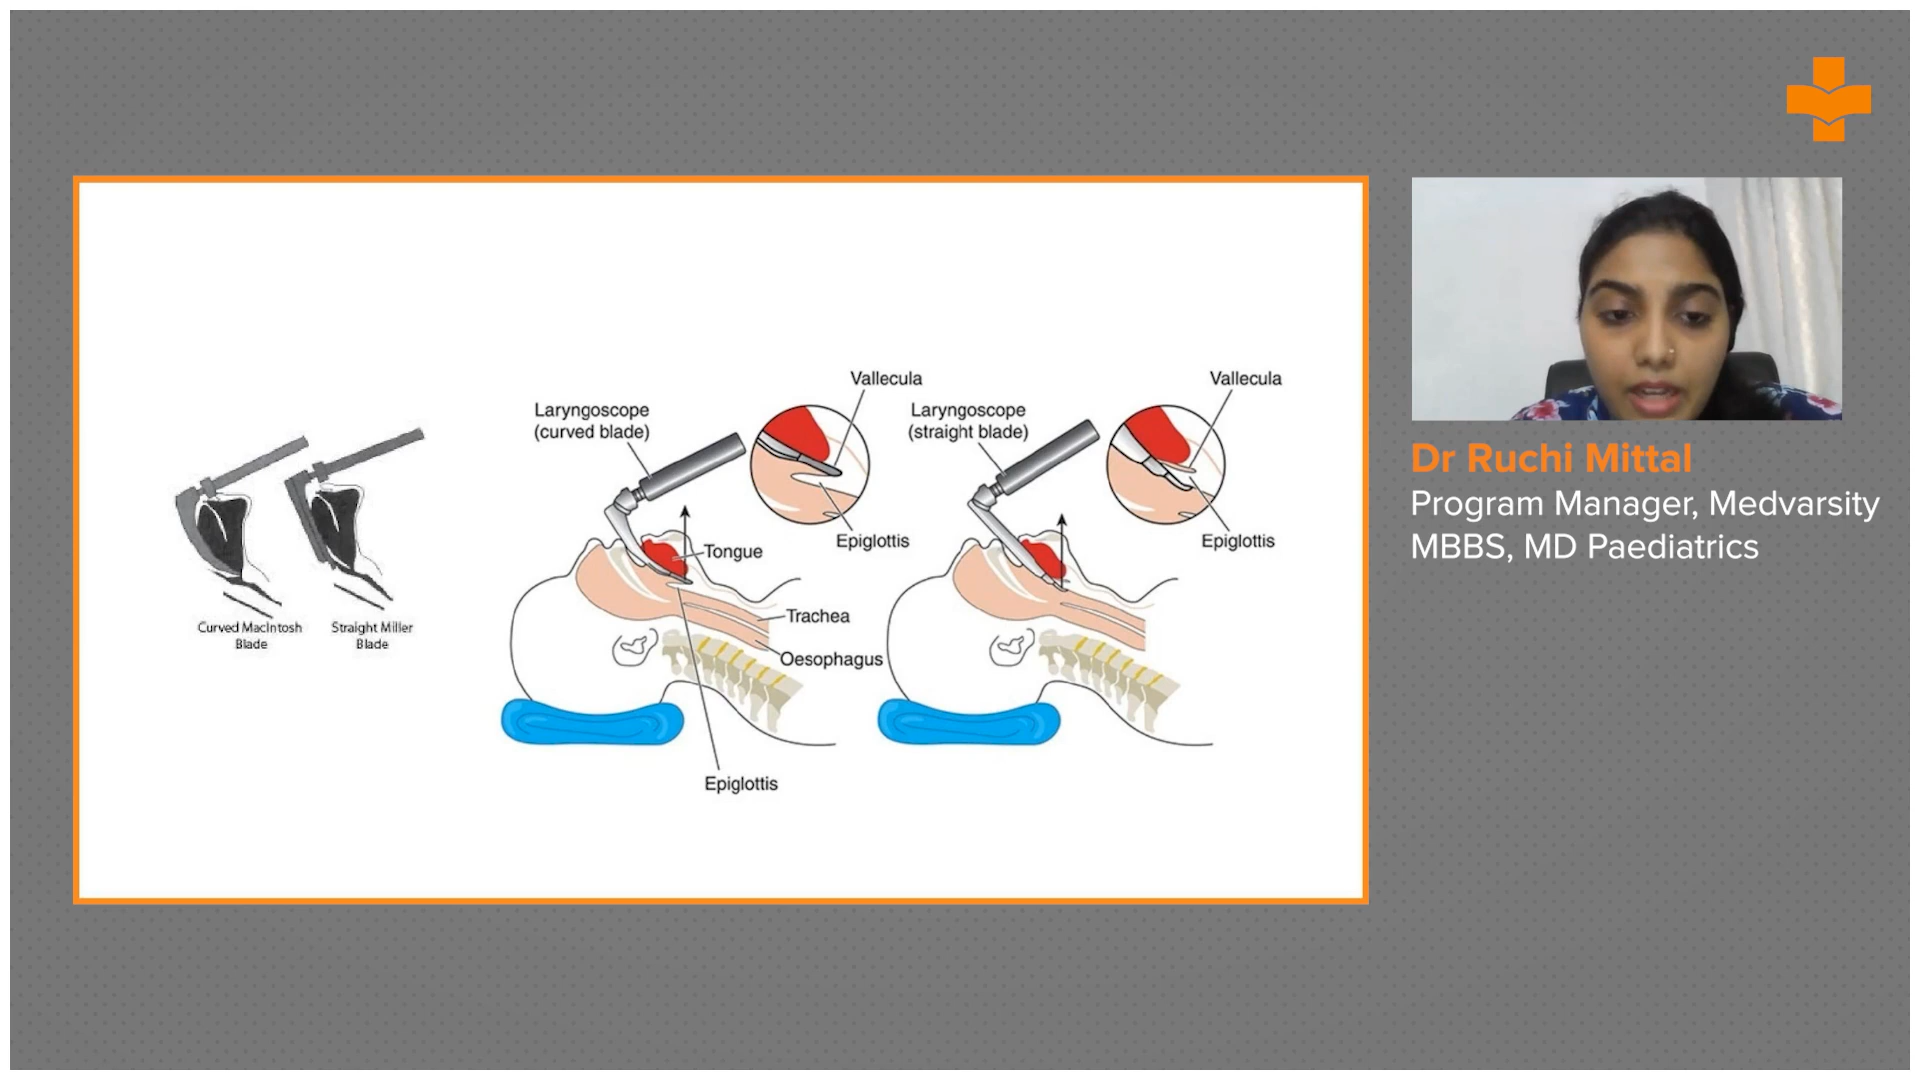 Curved MacIntosh
Blade
Straight Miller
Blade
Laryngoscope
(curved blade)
Vallecula
Epiglottis
Tongue
Trachea
Oesophagus
Epiglottis
Laryngoscope
(straight blade)
Vallecula
Epiglottis
Dr Ruchi Mittal
Program Manager, Medvarsity
MBBS, MD Paediatrics